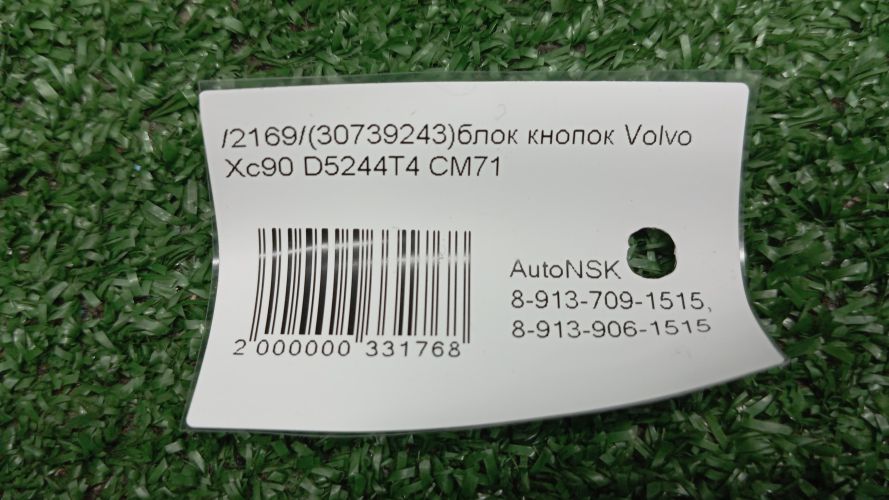 /2169/(30739243)блок кнопок Volvo
Xc90 D5244T4 CM71
AutoNSK
8-913-709-1515,
8-913-906-1515
2 000000 331768